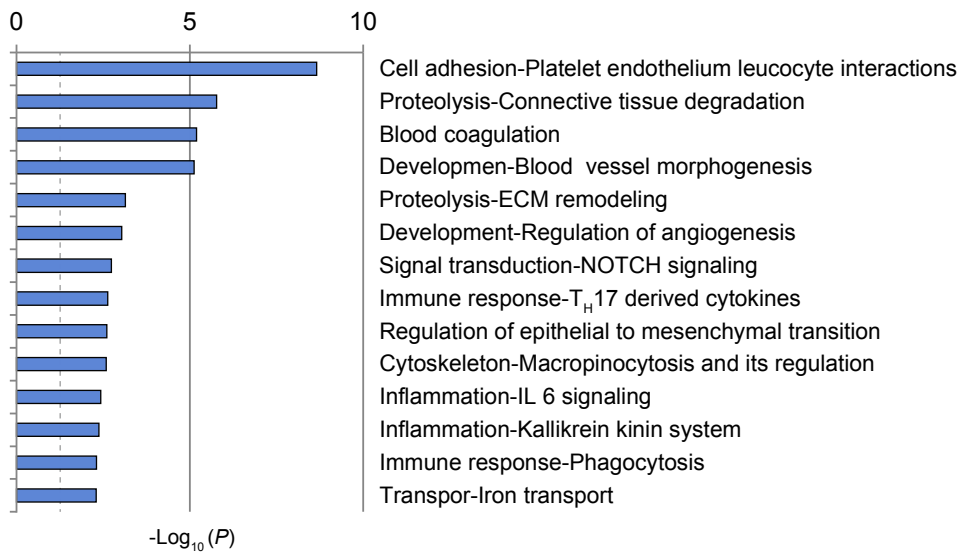 0 5 10
Cell adhesion-Platelet endothelium leucocyte interactions
Proteolysis-Connective tissue degradation
Blood coagulation
Developmen-Blood vessel morphogenesis
Proteolysis-ECM remodeling
Development-Regulation of angiogenesis
Signal transduction-NOTCH signaling
Immune response-TH17 derived cytokines
Regulation of epithelial to mesenchymal transition
Cytoskeleton-Macropinocytosis and its regulation
Inflammation-IL 6 signaling
Inflammation-Kallikrein kinin system
Immune response-Phagocytosis
Transpor-Iron transport
-Log10 (P)